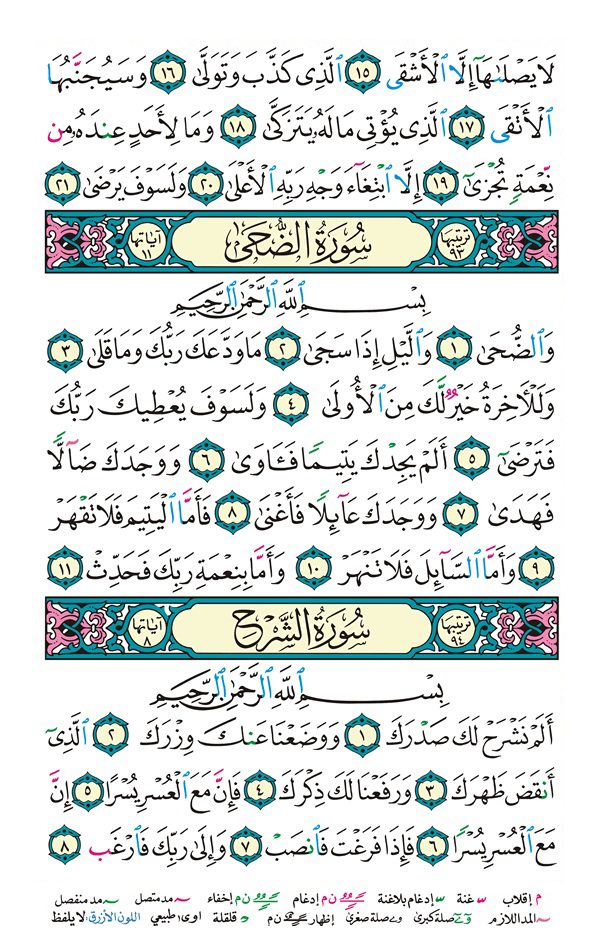 لَا يَصْلَىٰهَآ إِلَّا ٱلْأَشْقَى ١٥ ٱلَّذِى كَذَّبَ وَتَوَلَّىٰ ١٦ وَسَيُجَنَّبُهَا
ٱلْأَتْقَى ١٧ ٱلَّذِى يُؤْتِى مَالَهُۥ يَتَزَكَّىٰ ١٨ وَمَا لِأَحَدٍ عِندَهُۥ مِن
نِّعْمَةٍ تُجْزَىٰٓ ١٩ إِلَّا ٱبْتِغَآءَ وَجْهِ رَبِّهِ ٱلْأَعْلَىٰ ٢٠ وَلَسَوْفَ يَرْضَىٰ ٢١
ترتيبها ٩٣ سُورَةُ الضُّحَىٰ آياتها ١١
بِسْمِ ٱللَّهِ ٱلرَّحْمَٰنِ ٱلرَّحِيمِ
وَٱلضُّحَىٰ ١ وَٱلَّيْلِ إِذَا سَجَىٰ ٢ مَا وَدَّعَكَ رَبُّكَ وَمَا قَلَىٰ ٣
وَلَلْأٓخِرَةُ خَيْرٌ لَّكَ مِنَ ٱلْأُولَىٰ ٤ وَلَسَوْفَ يُعْطِيكَ رَبُّكَ
فَتَرْضَىٰٓ ٥ أَلَمْ يَجِدْكَ يَتِيمًا فَـَٔاوَىٰ ٦ وَوَجَدَكَ ضَآلًّا
فَهَدَىٰ ٧ وَوَجَدَكَ عَآئِلًا فَأَغْنَىٰ ٨ فَأَمَّا ٱلْيَتِيمَ فَلَا تَقْهَرْ
٩ وَأَمَّا ٱلسَّآئِلَ فَلَا تَنْهَرْ ١٠ وَأَمَّا بِنِعْمَةِ رَبِّكَ فَحَدِّثْ ١١
ترتيبها ٩٤ سُورَةُ الشَّرْحِ آياتها ٨
بِسْمِ ٱللَّهِ ٱلرَّحْمَٰنِ ٱلرَّحِيمِ
أَلَمْ نَشْرَحْ لَكَ صَدْرَكَ ١ وَوَضَعْنَا عَنكَ وِزْرَكَ ٢ ٱلَّذِىٓ
أَنقَضَ ظَهْرَكَ ٣ وَرَفَعْنَا لَكَ ذِكْرَكَ ٤ فَإِنَّ مَعَ ٱلْعُسْرِ يُسْرًا ٥ إِنَّ
مَعَ ٱلْعُسْرِ يُسْرًا ٦ فَإِذَا فَرَغْتَ فَٱنصَبْ ٧ وَإِلَىٰ رَبِّكَ فَٱرْغَب ٨
م إقلاب غنة إدغام بلاغنة ن م إدغام ن م إخفاء مد متصل مد منفصل
المد اللازم صلة كبرى صلة صغرى إظهار ن م قلقلة اوى طبيعي اللون الأزرق: لا يلفظ